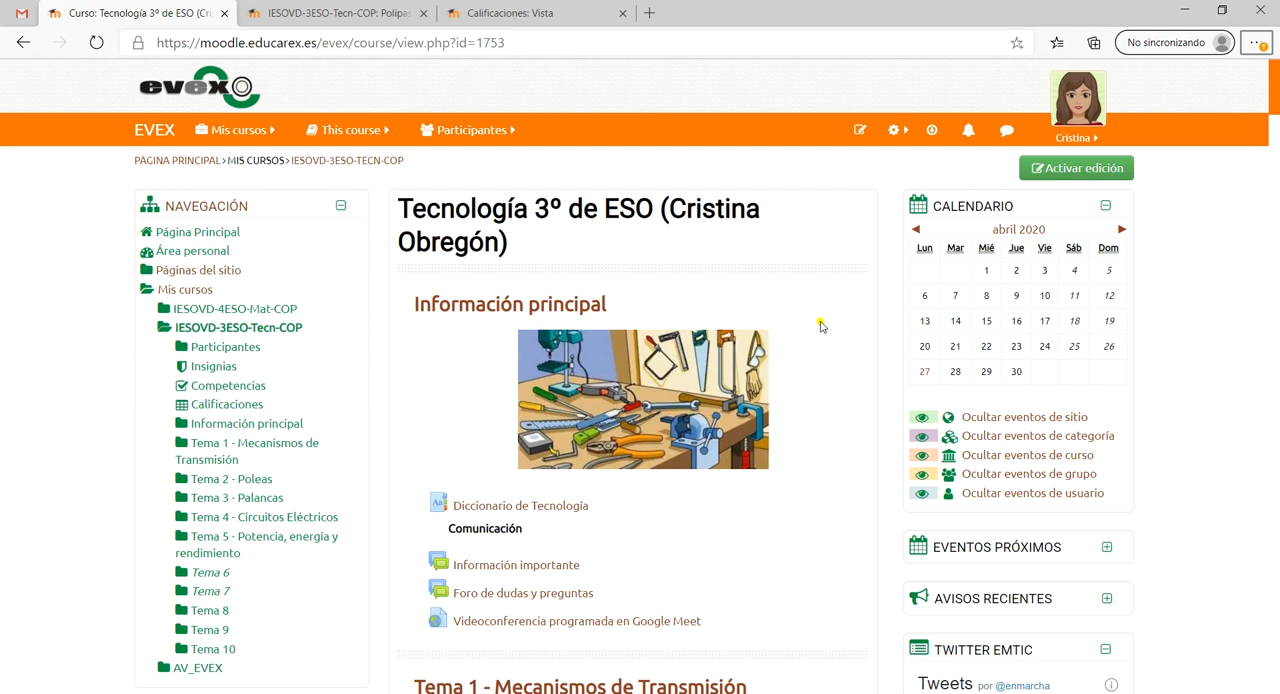 Curso: Tecnología 3º de ESO (Cri
IESOVD-3ESO-Tecn-COP: Polipas
Calificaciones: Vista
https://moodle.educarex.es/evex/course/view.php?id=1753
No sincronizando
evexo
EVEX
Mis cursos
This course
Participantes
Cristina
PÁGINA PRINCIPAL › MIS CURSOS › IESOVD-3ESO-TECN-COP
Activar edición
NAVEGACIÓN
Página Principal
Área personal
Páginas del sitio
Mis cursos
IESOVD-4ESO-Mat-COP
IESOVD-3ESO-Tecn-COP
Participantes
Insignias
Competencias
Calificaciones
Información principal
Tema 1 - Mecanismos de
Transmisión
Tema 2 - Poleas
Tema 3 - Palancas
Tema 4 - Circuitos Eléctricos
Tema 5 - Potencia, energía y
rendimiento
Tema 6
Tema 7
Tema 8
Tema 9
Tema 10
AV_EVEX
Tecnología 3º de ESO (Cristina
Obregón)
Información principal
Aa
Diccionario de Tecnología
Comunicación
Información importante
Foro de dudas y preguntas
Videoconferencia programada en Google Meet
Tema 1 - Mecanismos de Transmisión
CALENDARIO
abril 2020
Lun Mar Mié Jue Vie Sáb Dom
1 2 3 4 5
6 7 8 9 10 11 12
13 14 15 16 17 18 19
20 21 22 23 24 25 26
27 28 29 30
Ocultar eventos de sitio
Ocultar eventos de categoría
Ocultar eventos de curso
Ocultar eventos de grupo
Ocultar eventos de usuario
EVENTOS PRÓXIMOS
AVISOS RECIENTES
TWITTER EMTIC
Tweets por @enmarcha